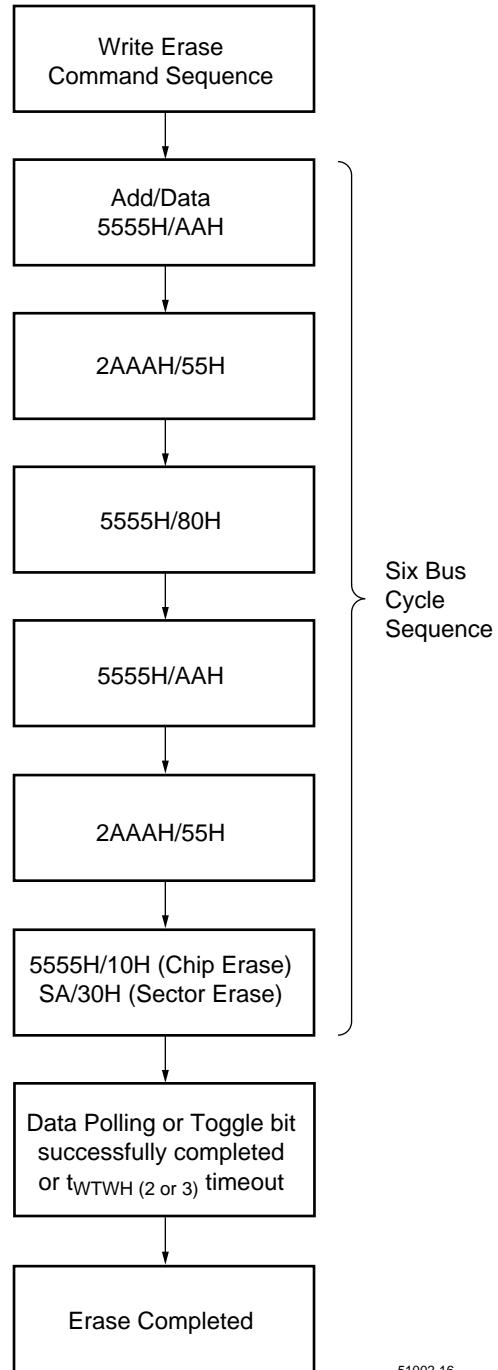 Write Erase
Command Sequence
Add/Data
5555H/AAH
2AAAH/55H
5555H/80H
5555H/AAH
2AAAH/55H
5555H/10H (Chip Erase)
SA/30H (Sector Erase)
Six Bus
Cycle
Sequence
Data Polling or Toggle bit
successfully completed
or tWTWH (2 or 3) timeout
Erase Completed
51002-16